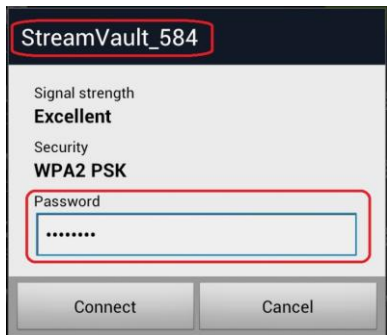 StreamVault_584
Signal strength
Excellent
Security
WPA2 PSK
Password
••••••••
Connect Cancel